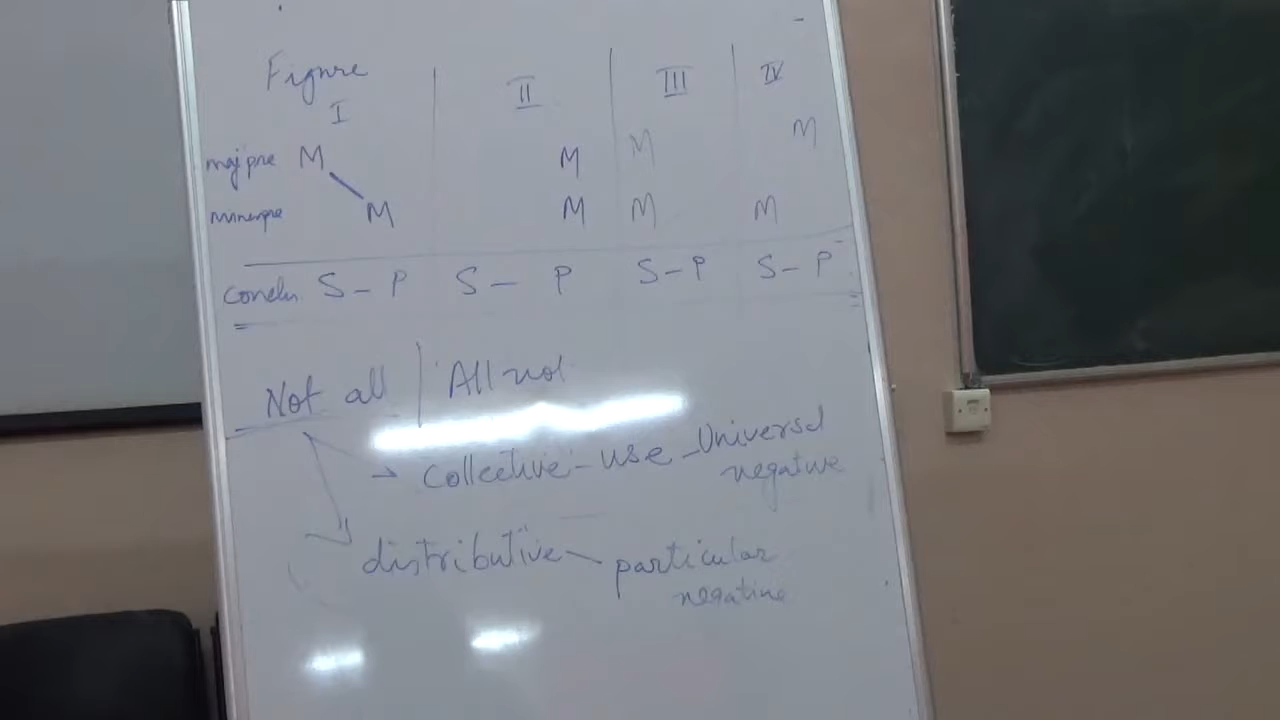 Figure
I II III IV
maj pre M M M M
minor pre M M M M
conclu S - P S - P S - P S - P
Not all | All not
→ Collective - use - Universal
negative
distributive - particular
negative